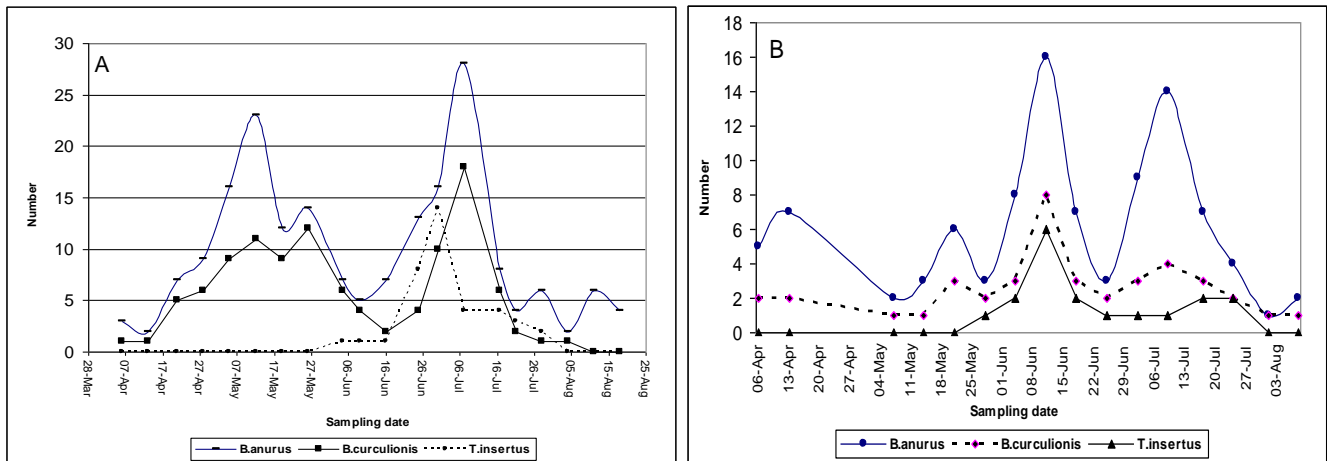 A
30
25
20
15
10
5
0
Number
28-Mar
07-Apr
17-Apr
27-Apr
07-May
17-May
27-May
06-Jun
16-Jun
26-Jun
06-Jul
16-Jul
26-Jul
05-Aug
15-Aug
25-Aug
Sampling date
B.anurus B.curculionis T.insertus
B
18
16
14
12
10
8
6
4
2
0
Number
06-Apr
13-Apr
20-Apr
27-Apr
04-May
11-May
18-May
25-May
01-Jun
08-Jun
15-Jun
22-Jun
29-Jun
06-Jul
13-Jul
20-Jul
27-Jul
03-Aug
Sampling date
B.anurus B.curculionis T.insertus